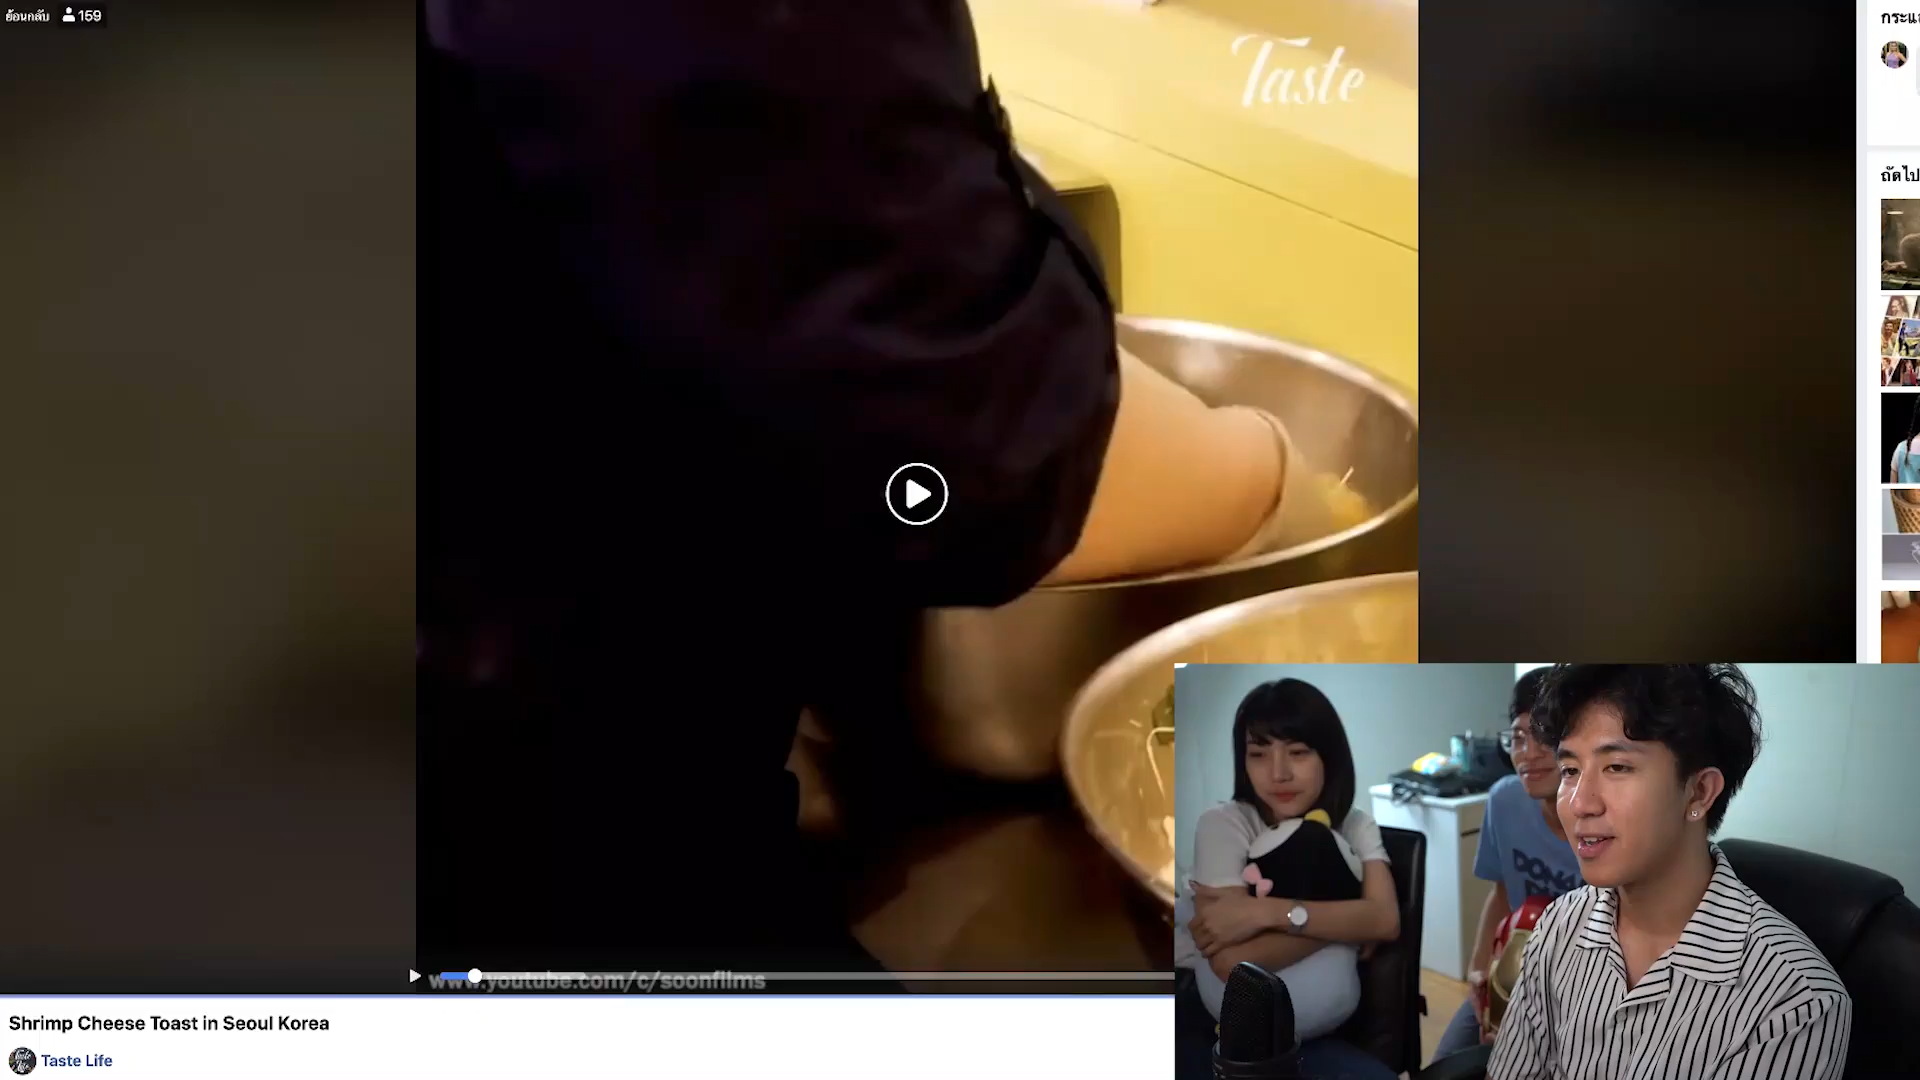 ย้อนกลับ 159
Taste
ถัดไป
www.youtube.com/c/soonfilms
Shrimp Cheese Toast in Seoul Korea
Taste Life